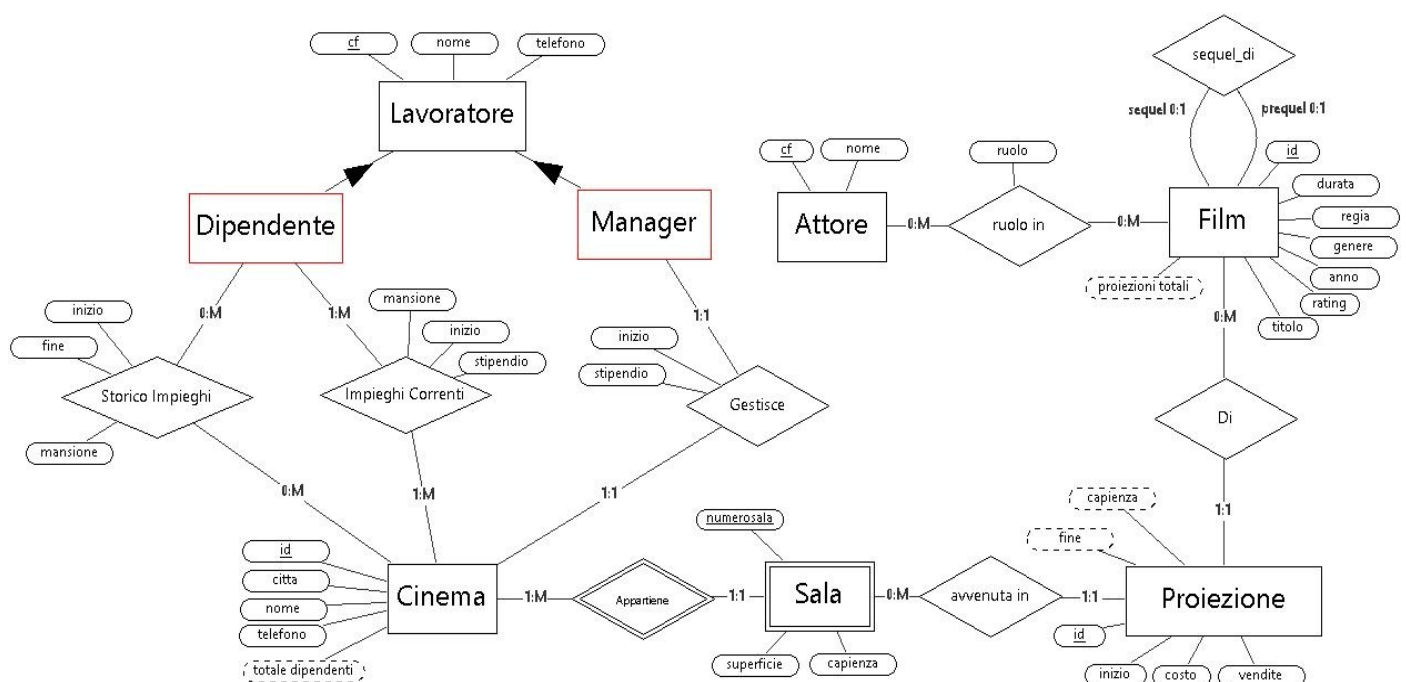 cf
nome
telefono
Lavoratore
Dipendente
Manager
0:M
1:M
1:1
inizio
fine
mansione
Storico Impieghi
mansione
inizio
stipendio
Impieghi Correnti
inizio
stipendio
Gestisce
0:M
1:M
1:1
id
citta
nome
telefono
totale dipendenti
Cinema
1:M
Appartiene
1:1
numerosala
Sala
superficie
capienza
0:M
avvenuta in
1:1
capienza
fine
Proiezione
id
inizio
costo
vendite
1:1
Di
0:M
sequel_di
sequel 0:1
prequel 0:1
cf
nome
Attore
0:M
ruolo
ruolo in
0:M
Film
id
durata
regia
genere
anno
rating
titolo
proiezioni totali